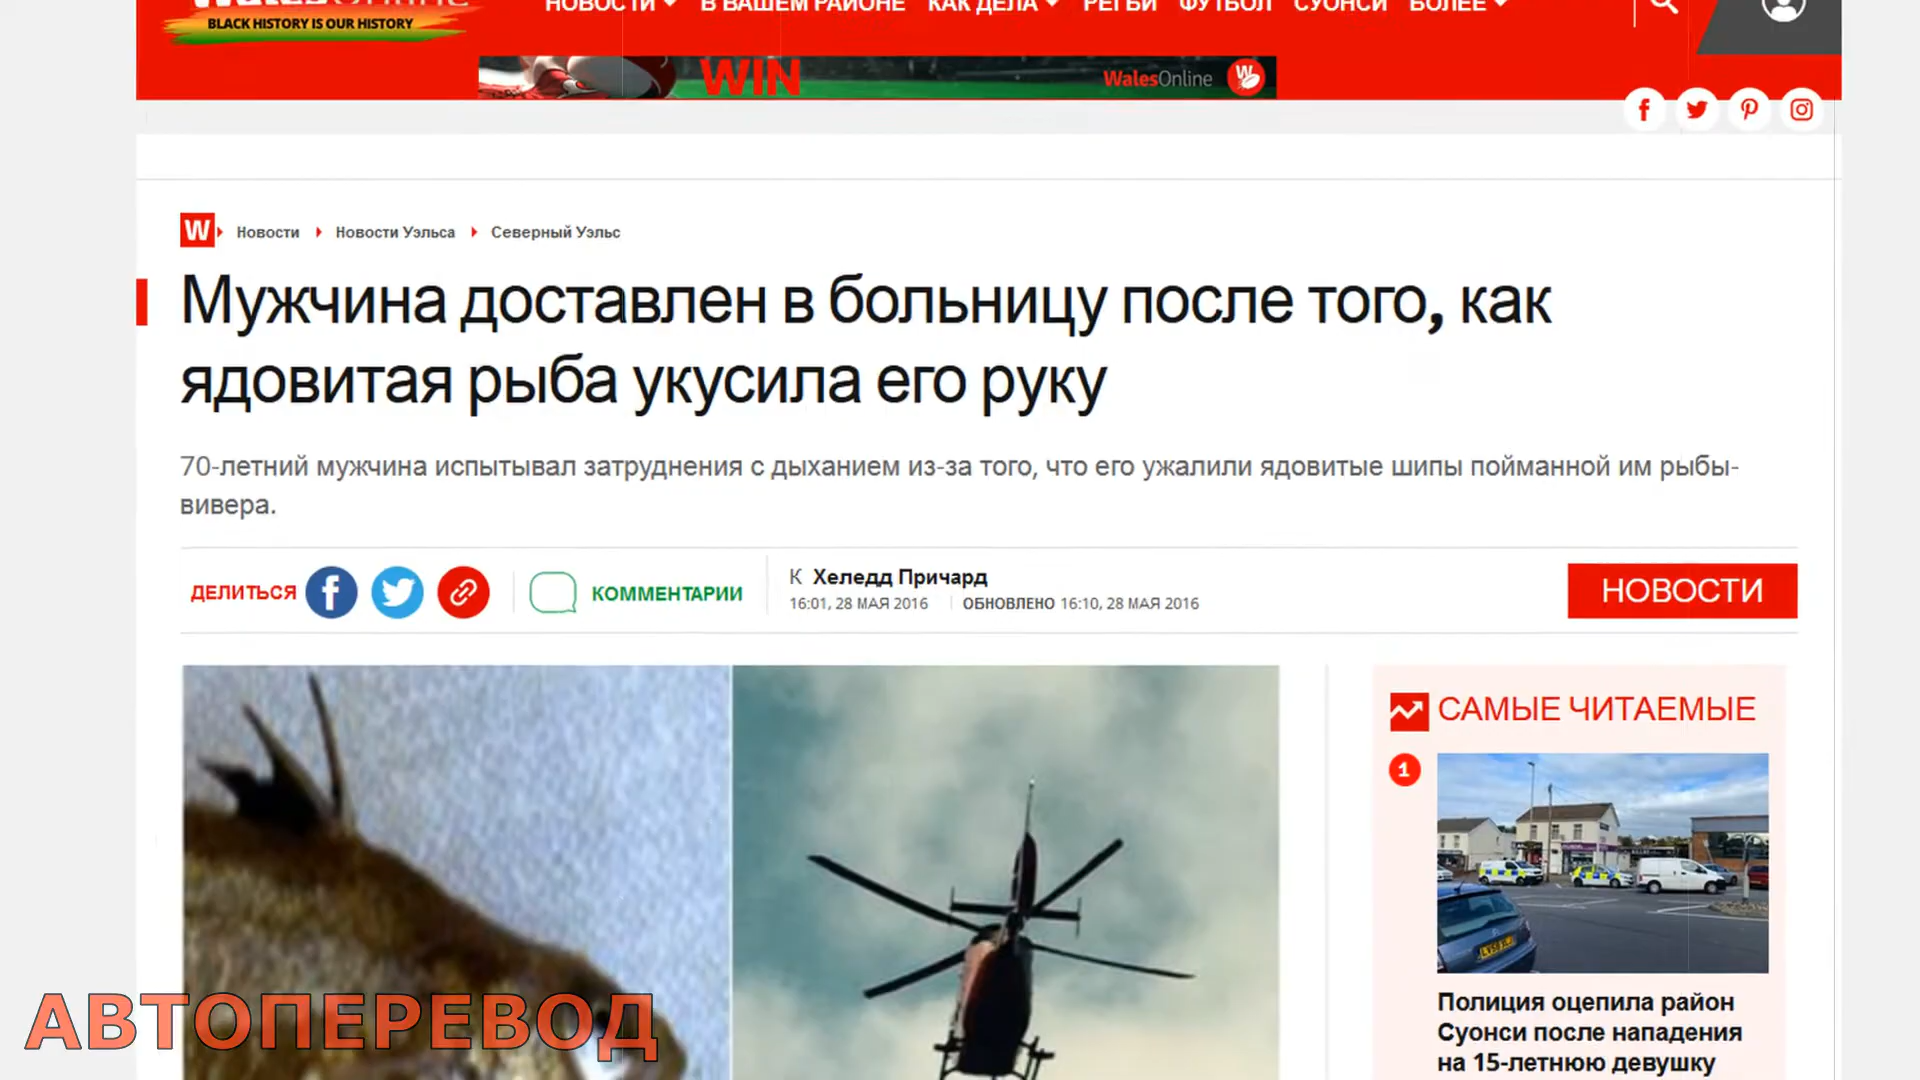 WalesOnline
BLACK HISTORY IS OUR HISTORY
НОВОСТИ В ВАШЕМ РАЙОНЕ КАК ДЕЛА РЕГБИ ФУТБОЛ СУОНСИ БОЛЕЕ
WIN
WalesOnline
W Новости Новости Уэльса Северный Уэльс
Мужчина доставлен в больницу после того, как
ядовитая рыба укусила его руку
70-летний мужчина испытывал затруднения с дыханием из-за того, что его ужалили ядовитые шипы пойманной им рыбы-
вивера.
ДЕЛИТЬСЯ
КОММЕНТАРИИ
К Хеледд Причард
16:01, 28 МАЯ 2016 ОБНОВЛЕНО 16:10, 28 МАЯ 2016
НОВОСТИ
САМЫЕ ЧИТАЕМЫЕ
1
Полиция оцепила район
Суонси после нападения
на 15-летнюю девушку
АВТОПЕРЕВОД